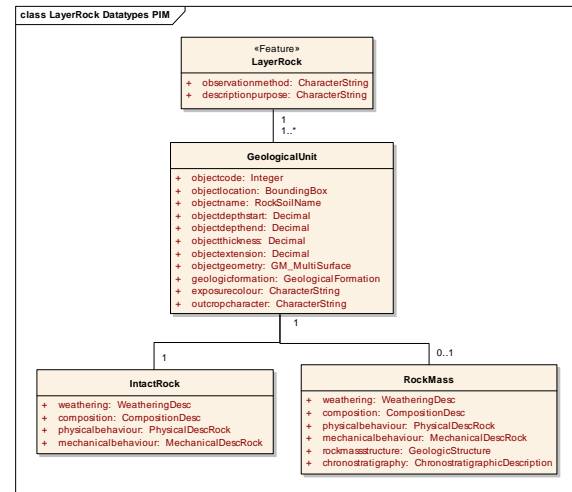 class LayerRock Datatypes PIM
«Feature»
LayerRock
+ observationmethod: CharacterString
+ descriptionpurpose: CharacterString
1
1..*
GeologicalUnit
+ objectcode: Integer
+ objectlocation: BoundingBox
+ objectname: RockSoilName
+ objectdepthstart: Decimal
+ objectdepthend: Decimal
+ objectthickness: Decimal
+ objectextension: Decimal
+ objectgeometry: GM_MultiSurface
+ geologicformation: GeologicalFormation
+ exposurecolour: CharacterString
+ outcropcharacter: CharacterString
1
1
0..1
IntactRock
+ weathering: WeatheringDesc
+ composition: CompositionDesc
+ physicalbehaviour: PhysicalDescRock
+ mechanicalbehaviour: MechanicalDescRock
RockMass
+ weathering: WeatheringDesc
+ composition: CompositionDesc
+ physicalbehaviour: PhysicalDescRock
+ mechanicalbehaviour: MechanicalDescRock
+ rockmassstructure: GeologicStructure
+ chronostratigraphy: ChronostratigraphicDescription